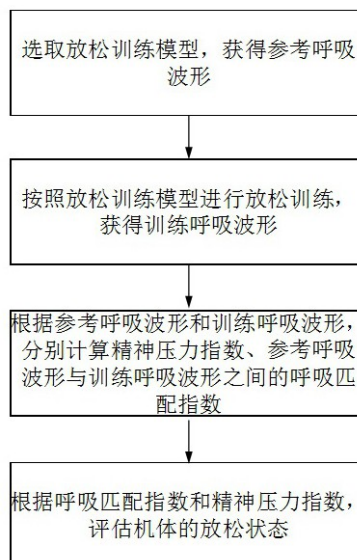 选取放松训练模型，获得参考呼吸
波形
按照放松训练模型进行放松训练，
获得训练呼吸波形
根据参考呼吸波形和训练呼吸波形，
分别计算精神压力指数、参考呼吸
波形与训练呼吸波形之间的呼吸匹
配指数
根据呼吸匹配指数和精神压力指数，
评估机体的放松状态